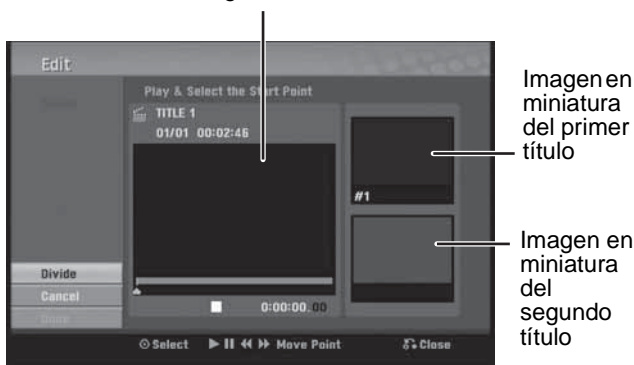 Edit
Play & Select the Start Point
TITLE 1
01/01 00:02:46
#1
Divide
Cancel
Done
0:00:00.00
Select
Move Point
Close
Imagen en
miniatura
del primer
título
Imagen en
miniatura
del
segundo
título